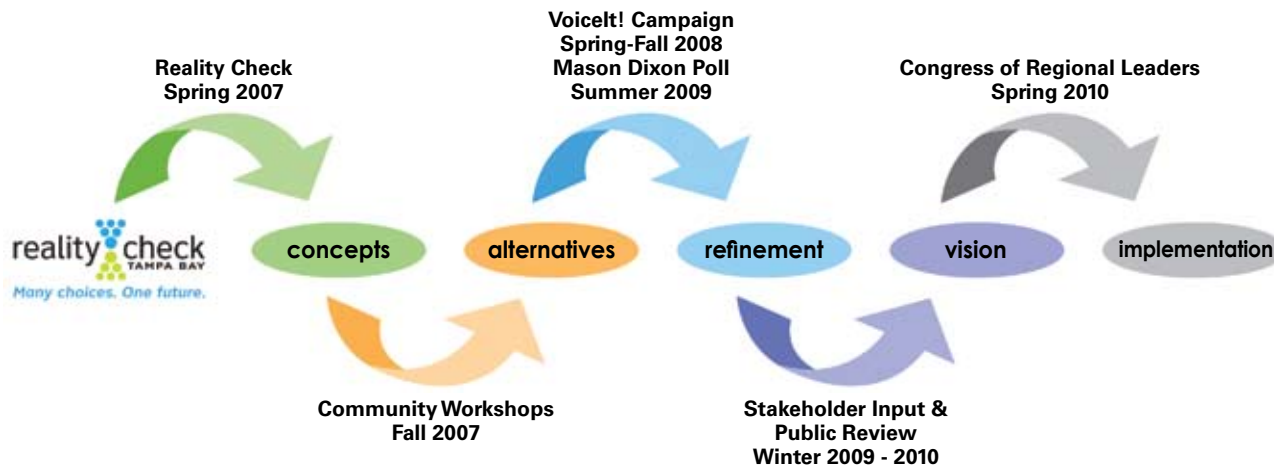 VoiceIt! Campaign
Spring-Fall 2008
Mason Dixon Poll
Summer 2009
Reality Check
Spring 2007
Congress of Regional Leaders
Spring 2010
reality check
TAMPA BAY
Many choices. One future.
concepts
alternatives
refinement
vision
implementation
Community Workshops
Fall 2007
Stakeholder Input &
Public Review
Winter 2009 - 2010